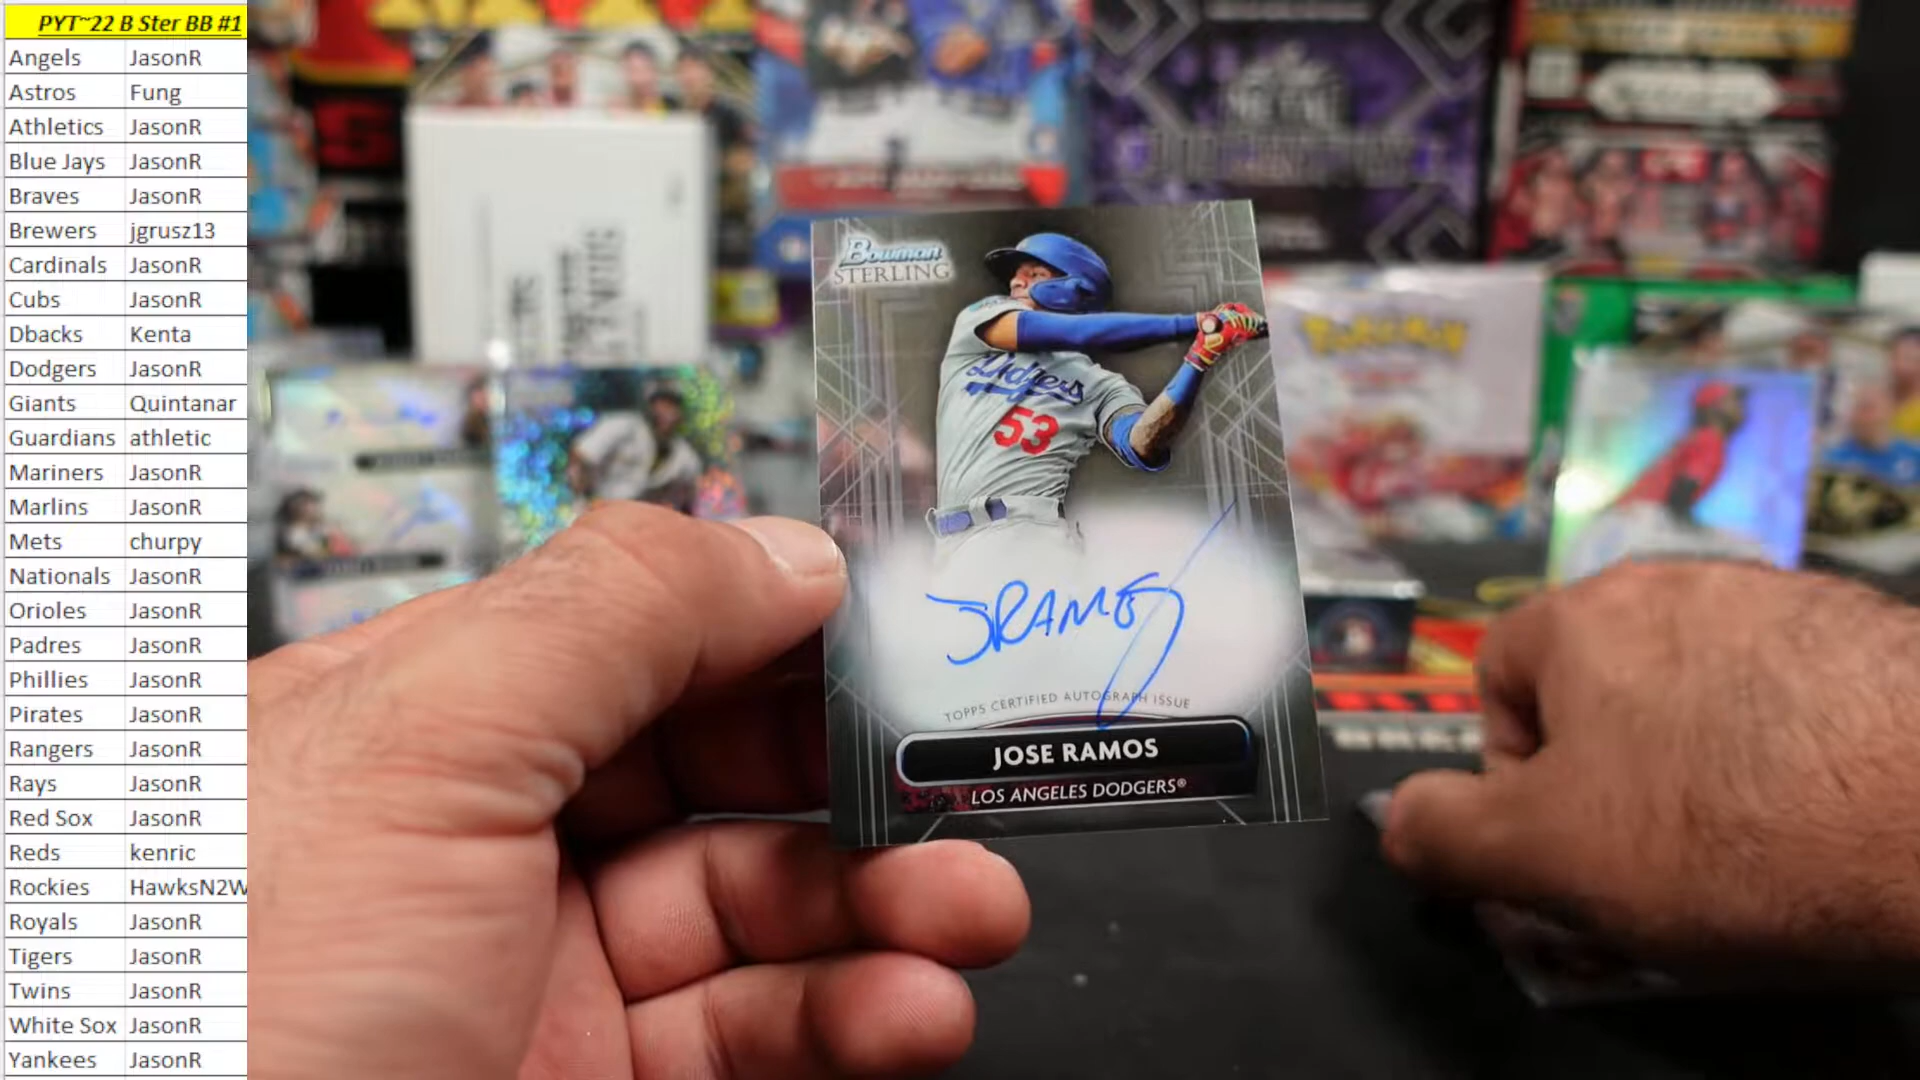 PYT~22 B Ster BB #1
Angels JasonR
Astros Fung
Athletics JasonR
Blue Jays JasonR
Braves JasonR
Brewers jgrusz13
Cardinals JasonR
Cubs JasonR
Dbacks Kenta
Dodgers JasonR
Giants Quintanar
Guardians athletic
Mariners JasonR
Marlins JasonR
Mets churpy
Nationals JasonR
Orioles JasonR
Padres JasonR
Phillies JasonR
Pirates JasonR
Rangers JasonR
Rays JasonR
Red Sox JasonR
Reds kenric
Rockies HawksN2W
Royals JasonR
Tigers JasonR
Twins JasonR
White Sox JasonR
Yankees JasonR
Bowman
STERLING
Dodgers
53
J RAMOS
TOPPS CERTIFIED AUTOGRAPH ISSUE
JOSE RAMOS
LOS ANGELES DODGERS®
POKEMON